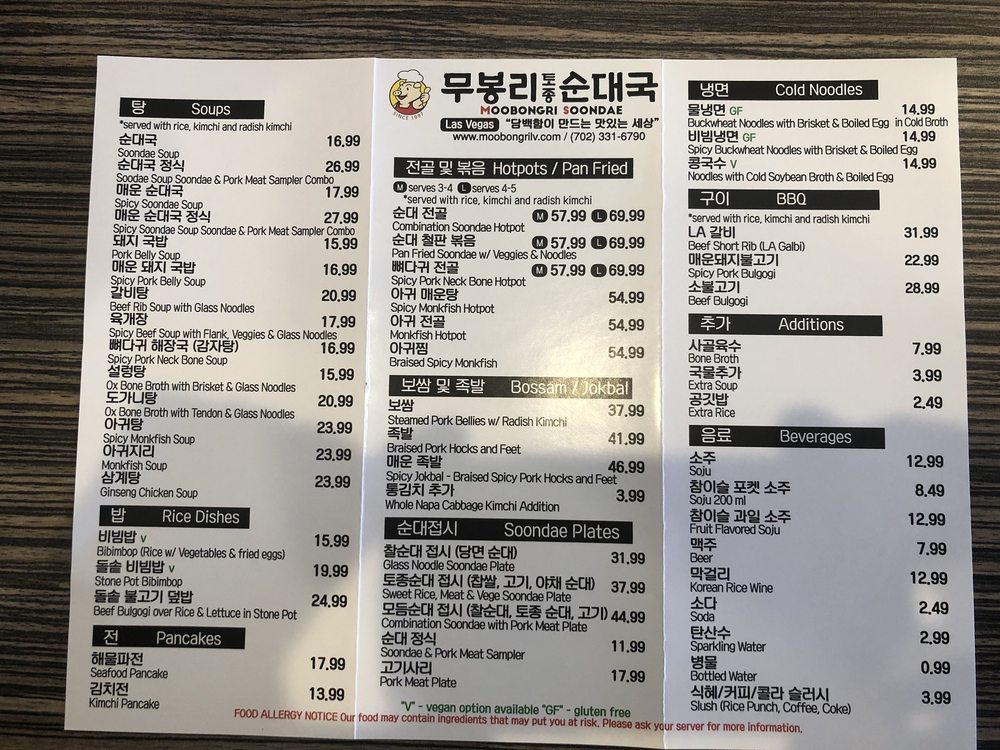 탕 Soups
*served with rice, kimchi and radish kimchi
순대국 16.99
Soondae Soup
순대국 정식 26.99
Soodae Soup Soondae & Pork Meat Sampler Combo
매운 순대국 17.99
Spicy Soondae Soup
매운 순대국 정식 27.99
Spicy Soondae Soup Soondae & Pork Meat Sampler Combo
돼지 국밥 15.99
Pork Belly Soup
매운 돼지 국밥 16.99
Spicy Pork Belly Soup
갈비탕 20.99
Beef Rib Soup with Glass Noodles
육개장 17.99
Spicy Beef Soup with Flank, Veggies & Glass Noodles
뼈다귀 해장국 (감자탕) 16.99
Spicy Pork Neck Bone Soup
설렁탕 15.99
Ox Bone Broth with Brisket & Glass Noodles
도가니탕 20.99
Ox Bone Broth with Tendon & Glass Noodles
아귀탕 23.99
Spicy Monkfish Soup
아귀지리 23.99
Monkfish Soup
삼계탕 23.99
Ginseng Chicken Soup
밥 Rice Dishes
비빔밥 V 15.99
Bibimbop (Rice w/ Vegetables & fried eggs)
돌솥 비빔밥 V 19.99
Stone Pot Bibimbop
돌솥 불고기 덮밥 24.99
Beef Bulgogi over Rice & Lettuce in Stone Pot
전 Pancakes
해물파전 17.99
Seafood Pancake
김치전 13.99
Kimchi Pancake
SINCE 1997
무봉리 토종 순대국
MOOBONGRI SOONDAE
Las Vegas "담백함이 만드는 맛있는 세상"
www.moobongrilv.com / (702) 331-6790
전골 및 볶음 Hotpots / Pan Fried
M serves 3-4 L serves 4-5
*served with rice, kimchi and radish kimchi
순대 전골 M 57.99 L 69.99
Combination Soondae Hotpot
순대 철판 볶음 M 57.99 L 69.99
Pan Fried Soondae w/ Veggies & Noodles
뼈다귀 전골 M 57.99 L 69.99
Spicy Pork Neck Bone Hotpot
아귀 매운탕 54.99
Spicy Monkfish Hotpot
아귀 전골 54.99
Monkfish Hotpot
아귀찜 54.99
Braised Spicy Monkfish
보쌈 및 족발 Bossam / Jokbal
보쌈 37.99
Steamed Pork Bellies w/ Radish Kimchi
족발 41.99
Braised Pork Hocks and Feet
매운 족발 46.99
Spicy Jokbal - Braised Spicy Pork Hocks and Feet
통김치 추가 3.99
Whole Napa Cabbage Kimchi Addition
순대접시 Soondae Plates
찰순대 접시 (당면 순대) 31.99
Glass Noodle Soondae Plate
토종순대 접시 (찹쌀, 고기, 야채 순대) 37.99
Sweet Rice, Meat & Vege Soondae Plate
모듬순대 접시 (찰순대, 토종 순대, 고기) 44.99
Combination Soondae with Pork Meat Plate
순대 정식 11.99
Soondae & Pork Meat Sampler
고기사리 17.99
Pork Meat Plate
냉면 Cold Noodles
물냉면 GF 14.99
Buckwheat Noodles with Brisket & Boiled Egg in Cold Broth
비빔냉면 GF 14.99
Spicy Buckwheat Noodles with Brisket & Boiled Egg
콩국수 V 14.99
Noodles with Cold Soybean Broth & Boiled Egg
구이 BBQ
*served with rice, kimchi and radish kimchi
LA 갈비 31.99
Beef Short Rib (LA Galbi)
매운돼지불고기 22.99
Spicy Pork Bulgogi
소불고기 28.99
Beef Bulgogi
추가 Additions
사골육수 7.99
Bone Broth
국물추가 3.99
Extra Soup
공깃밥 2.49
Extra Rice
음료 Beverages
소주 12.99
Soju
참이슬 포켓 소주 8.49
Soju 200 ml
참이슬 과일 소주 12.99
Fruit Flavored Soju
맥주 7.99
Beer
막걸리 12.99
Korean Rice Wine
소다 2.49
Soda
탄산수 2.99
Sparkling Water
병물 0.99
Bottled Water
식혜/커피/콜라 슬러시 3.99
Slush (Rice Punch, Coffee, Coke)
"V" - vegan option available "GF" - gluten free
FOOD ALLERGY NOTICE Our food may contain ingredients that may put you at risk. Please ask your server for more information.